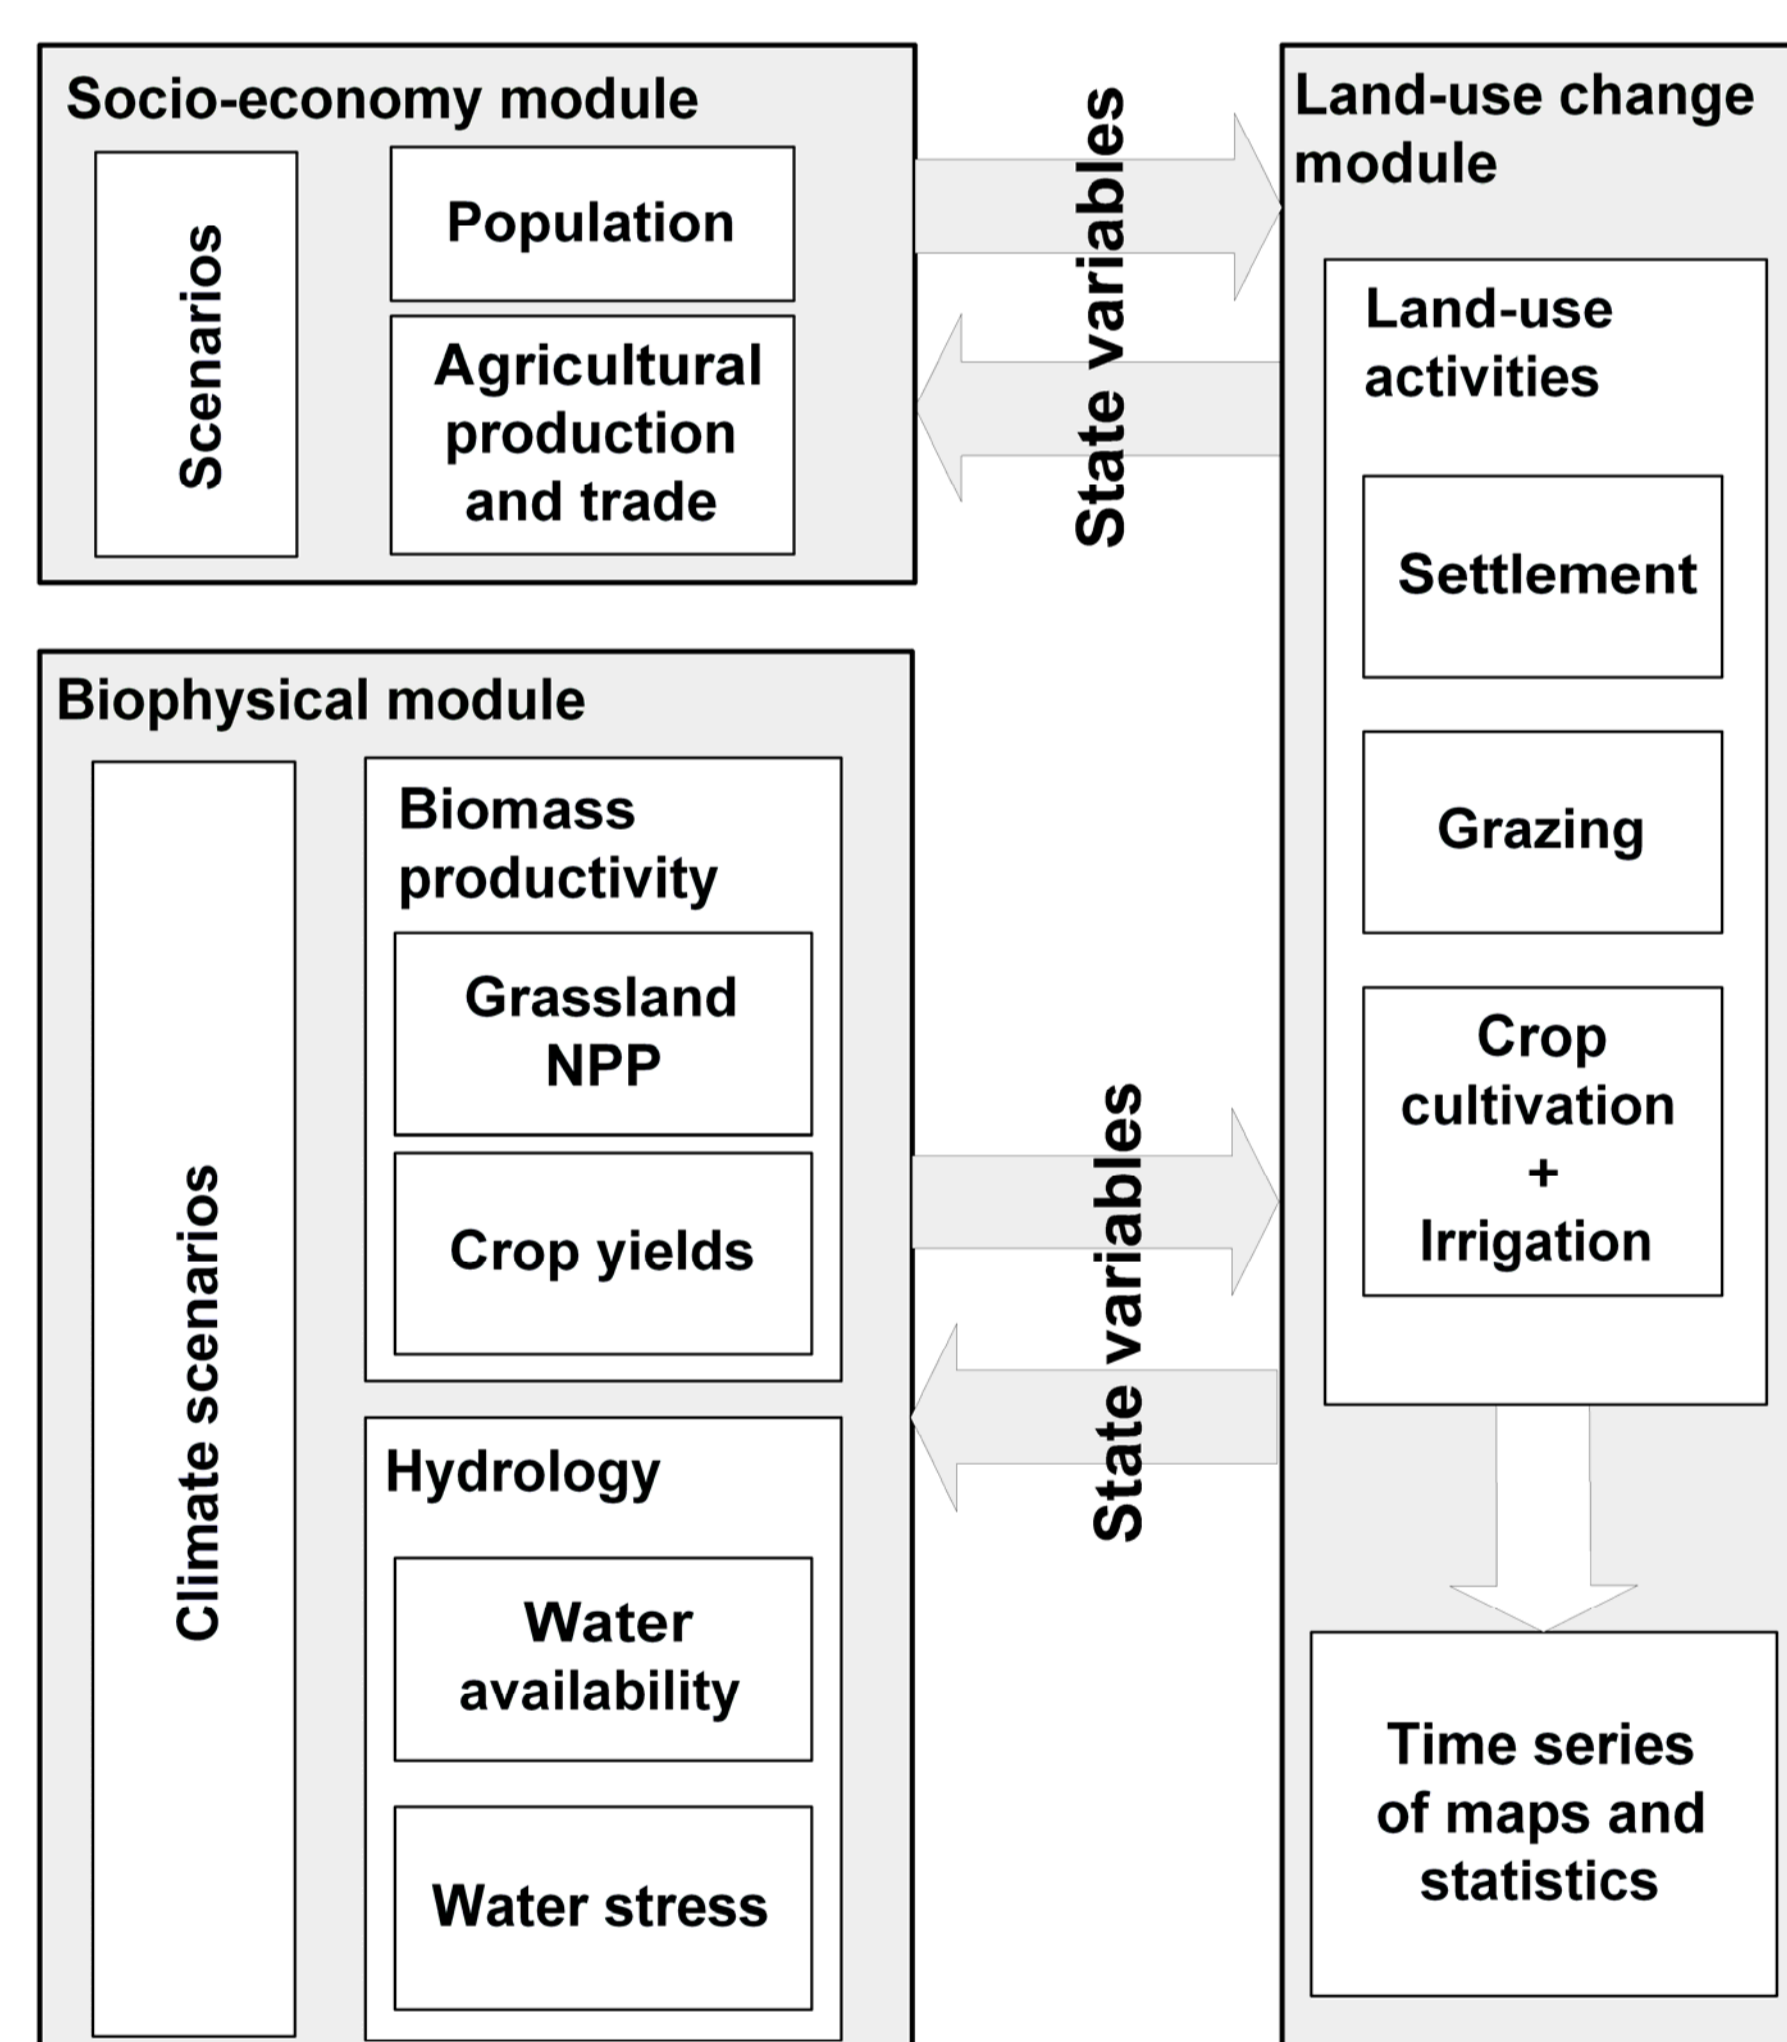 Socio-economy module
Scenarios
Population
Agricultural
production
and trade
State variables
Land-use change
module
Land-use
activities
Settlement
Grazing
Crop
cultivation
+
Irrigation
Biophysical module
Climate scenarios
Biomass
productivity
Grassland
NPP
Crop yields
Hydrology
Water
availability
Water stress
State variables
Time series
of maps and
statistics